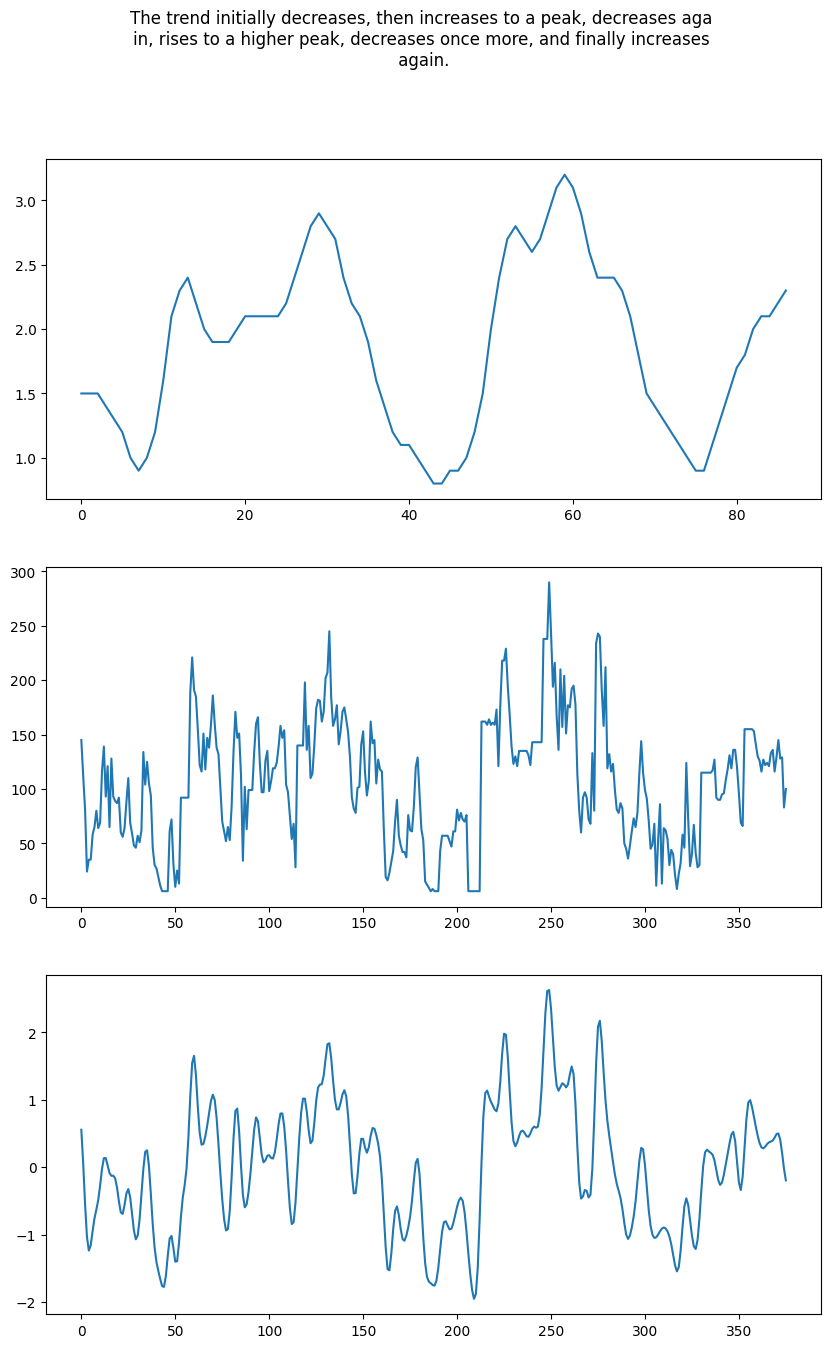 The trend initially decreases, then increases to a peak, decreases aga
in, rises to a higher peak, decreases once more, and finally increases
again.
3.0
2.5
2.0
1.5
1.0
0 20 40 60 80
300
250
200
150
100
50
0
0 50 100 150 200 250 300 350
2
1
0
−1
−2
0 50 100 150 200 250 300 350